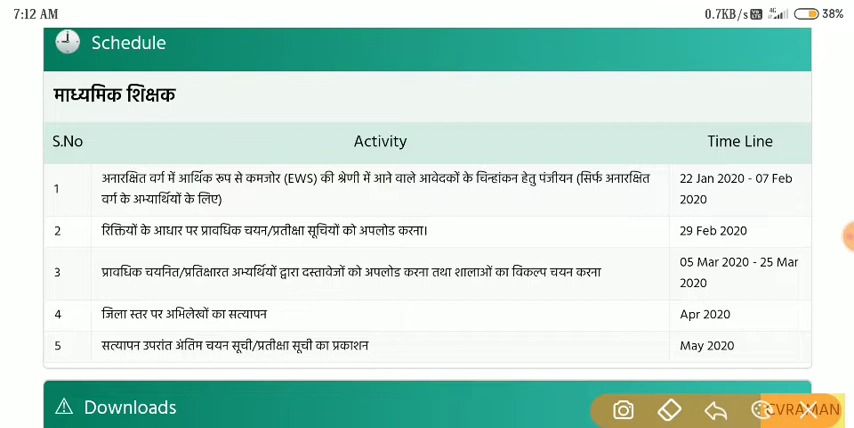 7:12 AM 0.7KB/s 4G 38%
Schedule
माध्यमिक शिक्षक
S.No Activity Time Line
1 अनारक्षित वर्ग में आर्थिक रूप से कमजोर (EWS) की श्रेणी में आने वाले आवेदकों के चिन्हांकन हेतु पंजीयन (सिर्फ अनारक्षित 22 Jan 2020 - 07 Feb
वर्ग के अभ्यार्थियों के लिए) 2020
2 रिक्तियों के आधार पर प्रावधिक चयन/प्रतीक्षा सूचियों को अपलोड करना। 29 Feb 2020
3 प्रावधिक चयनित/प्रतिक्षारत अभ्यर्थियों द्वारा दस्तावेजों को अपलोड करना तथा शालाओं का विकल्प चयन करना 05 Mar 2020 - 25 Mar
2020
4 जिला स्तर पर अभिलेखों का सत्यापन Apr 2020
5 सत्यापन उपरांत अंतिम चयन सूची/प्रतीक्षा सूची का प्रकाशन May 2020
Downloads
CVRAMAN